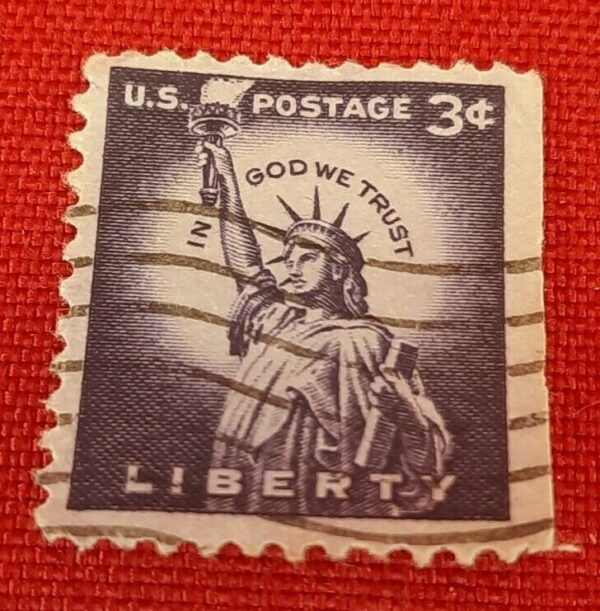 U.S. POSTAGE 3¢
IN GOD WE TRUST
LIBERTY